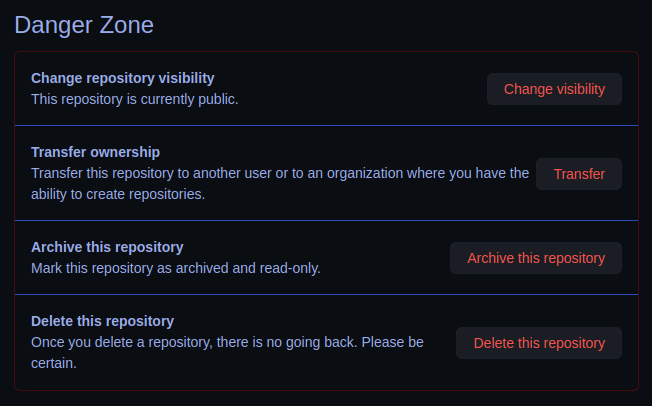 Danger Zone
Change repository visibility
This repository is currently public.
Change visibility
Transfer ownership
Transfer this repository to another user or to an organization where you have the
ability to create repositories.
Transfer
Archive this repository
Mark this repository as archived and read-only.
Archive this repository
Delete this repository
Once you delete a repository, there is no going back. Please be
certain.
Delete this repository